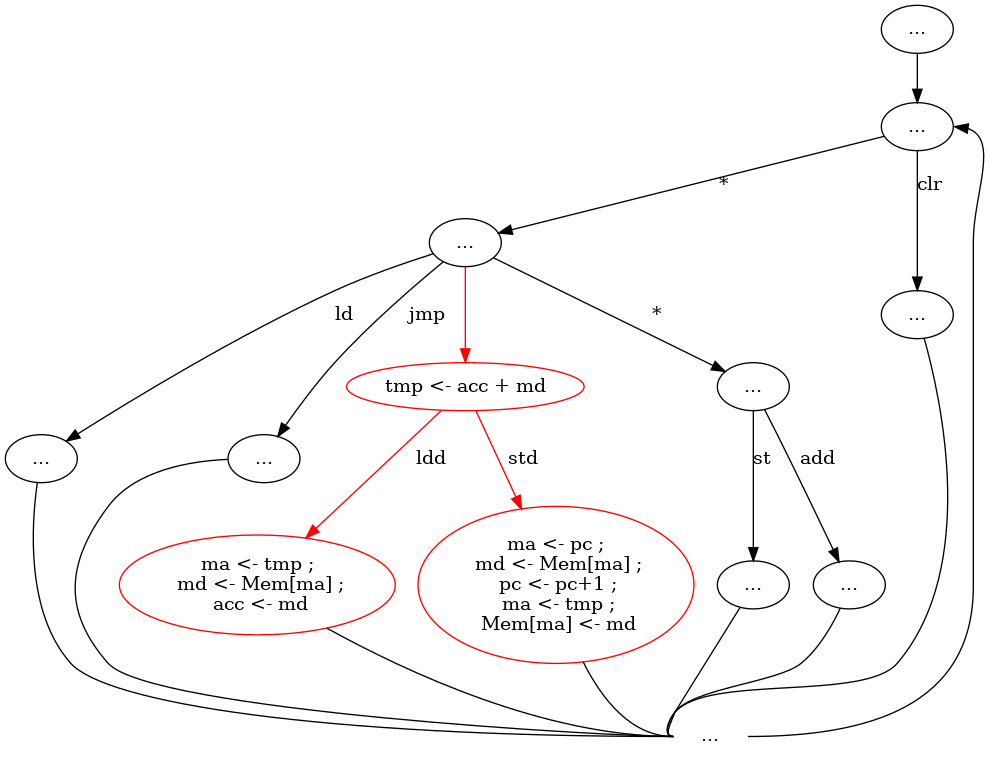 ...
...
*
clr
...
ld
jmp
*
...
tmp <- acc + md
...
...
...
ldd
std
st
add
ma <- tmp ;
md <- Mem[ma] ;
acc <- md
ma <- pc ;
md <- Mem[ma] ;
pc <- pc+1 ;
ma <- tmp ;
Mem[ma] <- md
...
...
...